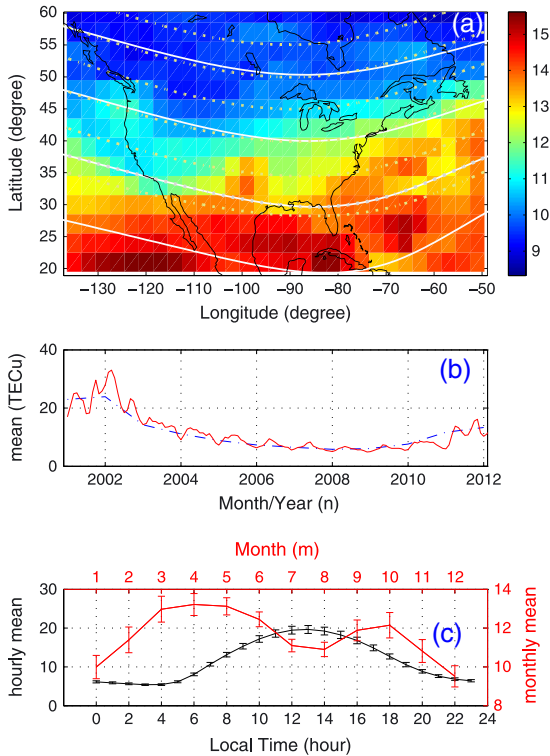 (a)
60
55
50
45
40
35
30
25
20
Latitude (degree)
−130 −120 −110 −100 −90 −80 −70 −60 −50
Longitude (degree)
15
14
13
12
11
10
9
(b)
40
20
0
mean (TECu)
2002 2004 2006 2008 2010 2012
Month/Year (n)
Month (m)
1 2 3 4 5 6 7 8 9 10 11 12
(c)
30
20
10
0
hourly mean
14
12
10
8
monthly mean
0 2 4 6 8 10 12 14 16 18 20 22 24
Local Time (hour)